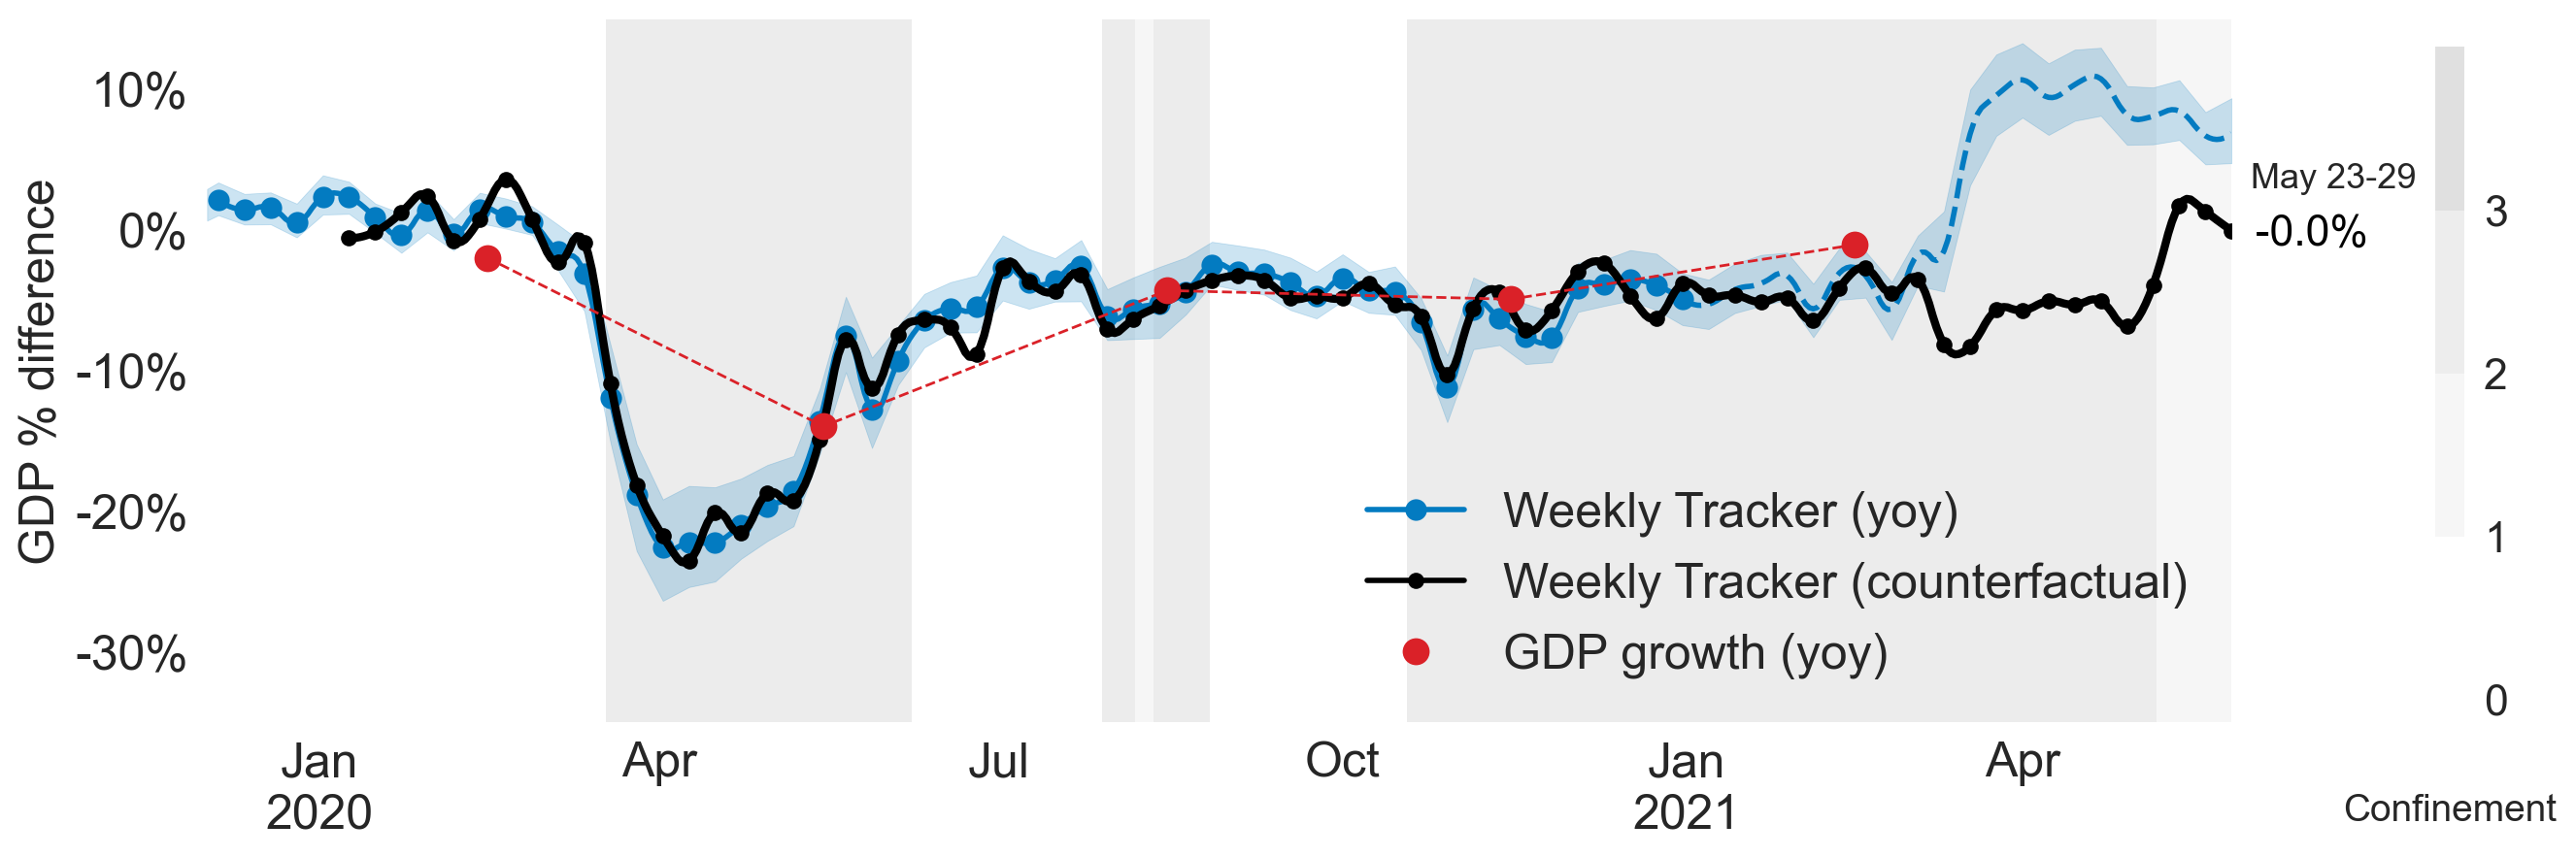 GDP % difference
10%
0%
-10%
-20%
-30%
Jan
2020
Apr
Jul
Oct
Jan
2021
Apr
Weekly Tracker (yoy)
Weekly Tracker (counterfactual)
GDP growth (yoy)
May 23-29
-0.0%
3
2
1
0
Confinement